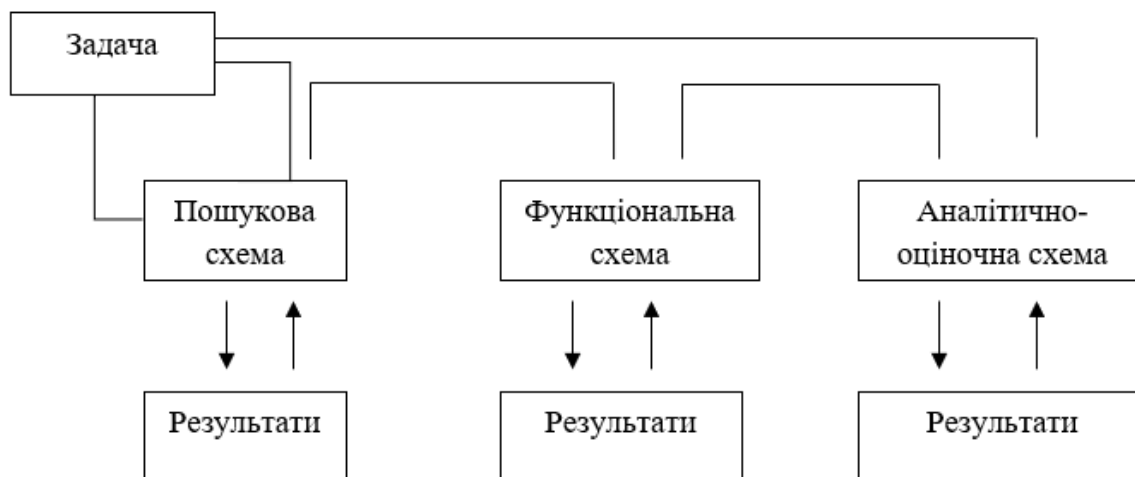 Задача
Пошукова
схема
Функціональна
схема
Аналітично-
оціночна схема
Результати
Результати
Результати